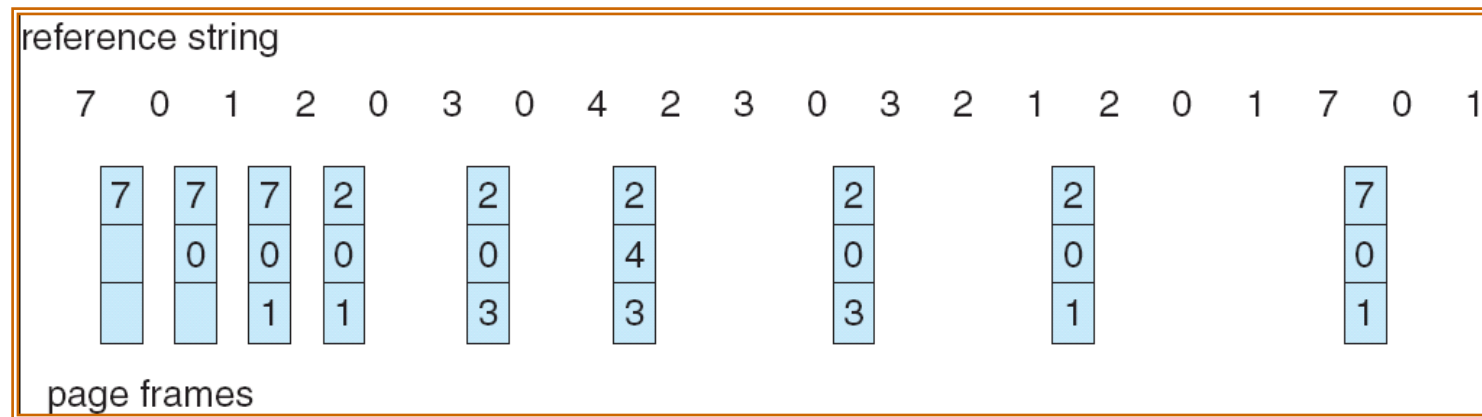 reference string
7 0 1 2 0 3 0 4 2 3 0 3 2 1 2 0 1 7 0 1
7 7 7 2 2 2 2 2 7
0 0 0 0 4 0 0 0
1 1 3 3 3 1 1
page frames